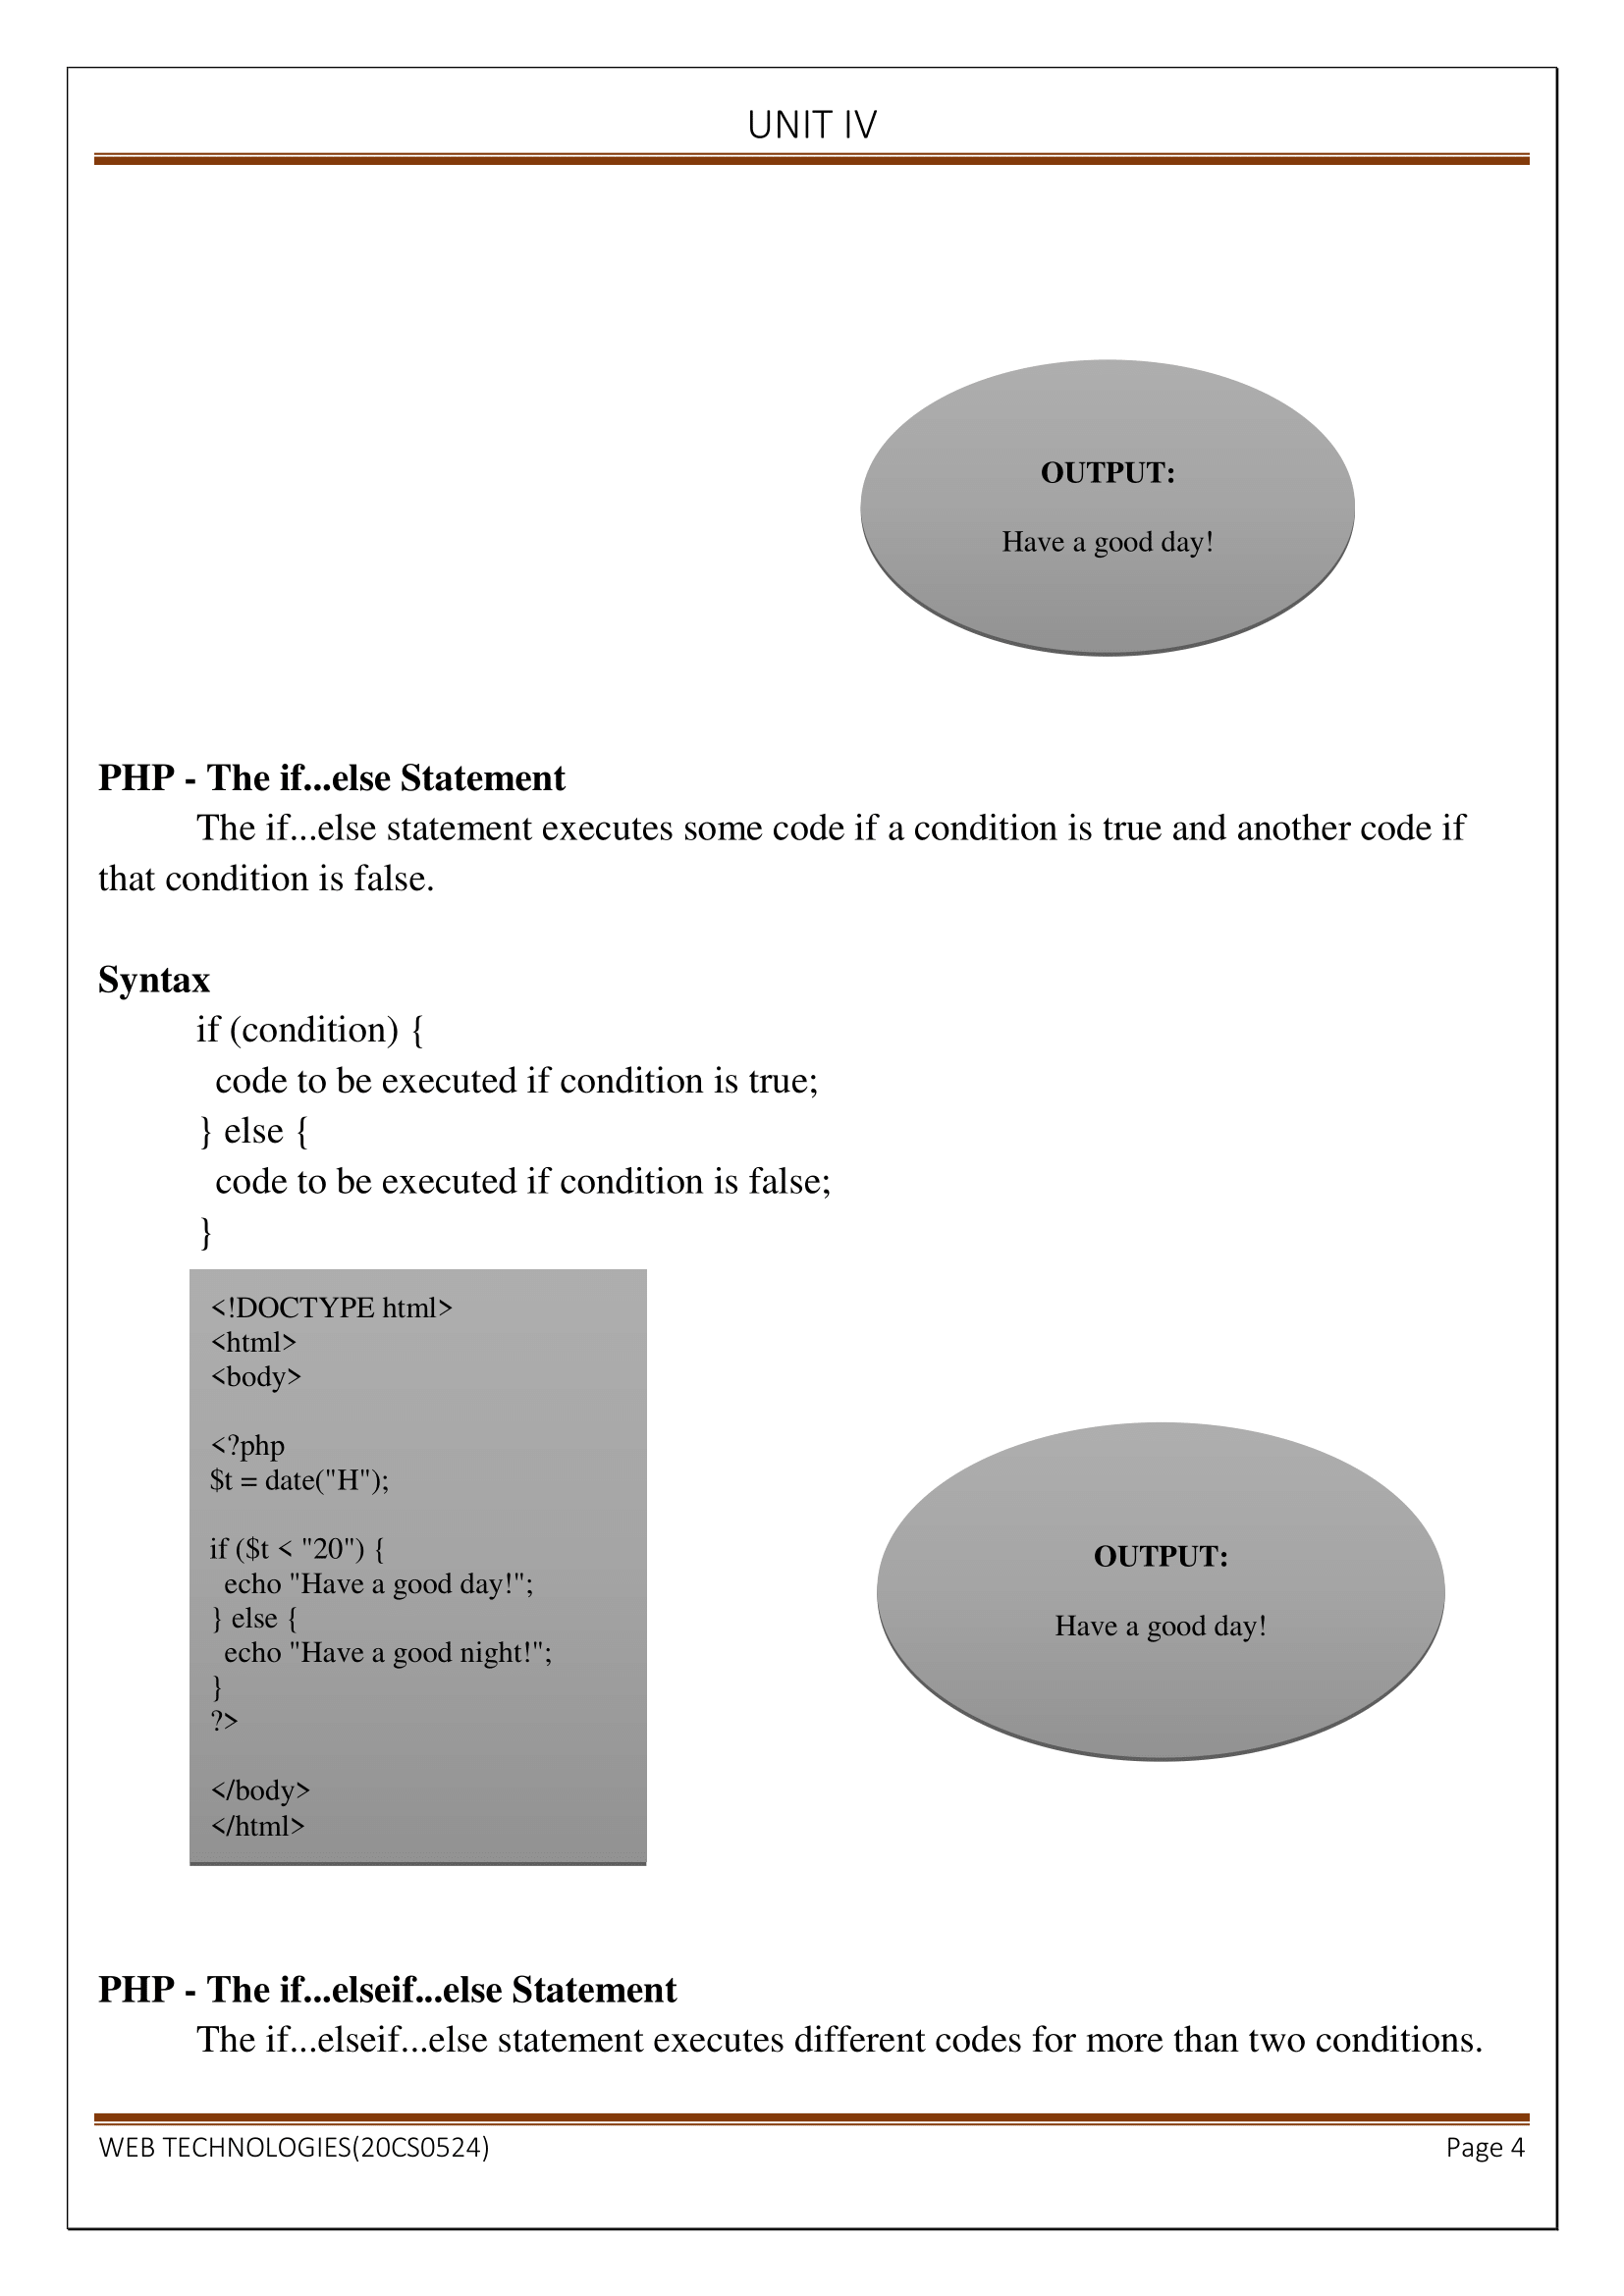 UNIT IV
OUTPUT:
Have a good day!
PHP - The if...else Statement
The if...else statement executes some code if a condition is true and another code if
that condition is false.
Syntax
if (condition) {
code to be executed if condition is true;
} else {
code to be executed if condition is false;
}
<!DOCTYPE html>
<html>
<body>
<?php
$t = date("H");
if ($t < "20") {
echo "Have a good day!";
} else {
echo "Have a good night!";
}
?>
</body>
</html>
OUTPUT:
Have a good day!
PHP - The if...elseif...else Statement
The if...elseif...else statement executes different codes for more than two conditions.
WEB TECHNOLOGIES(20CS0524)
Page 4